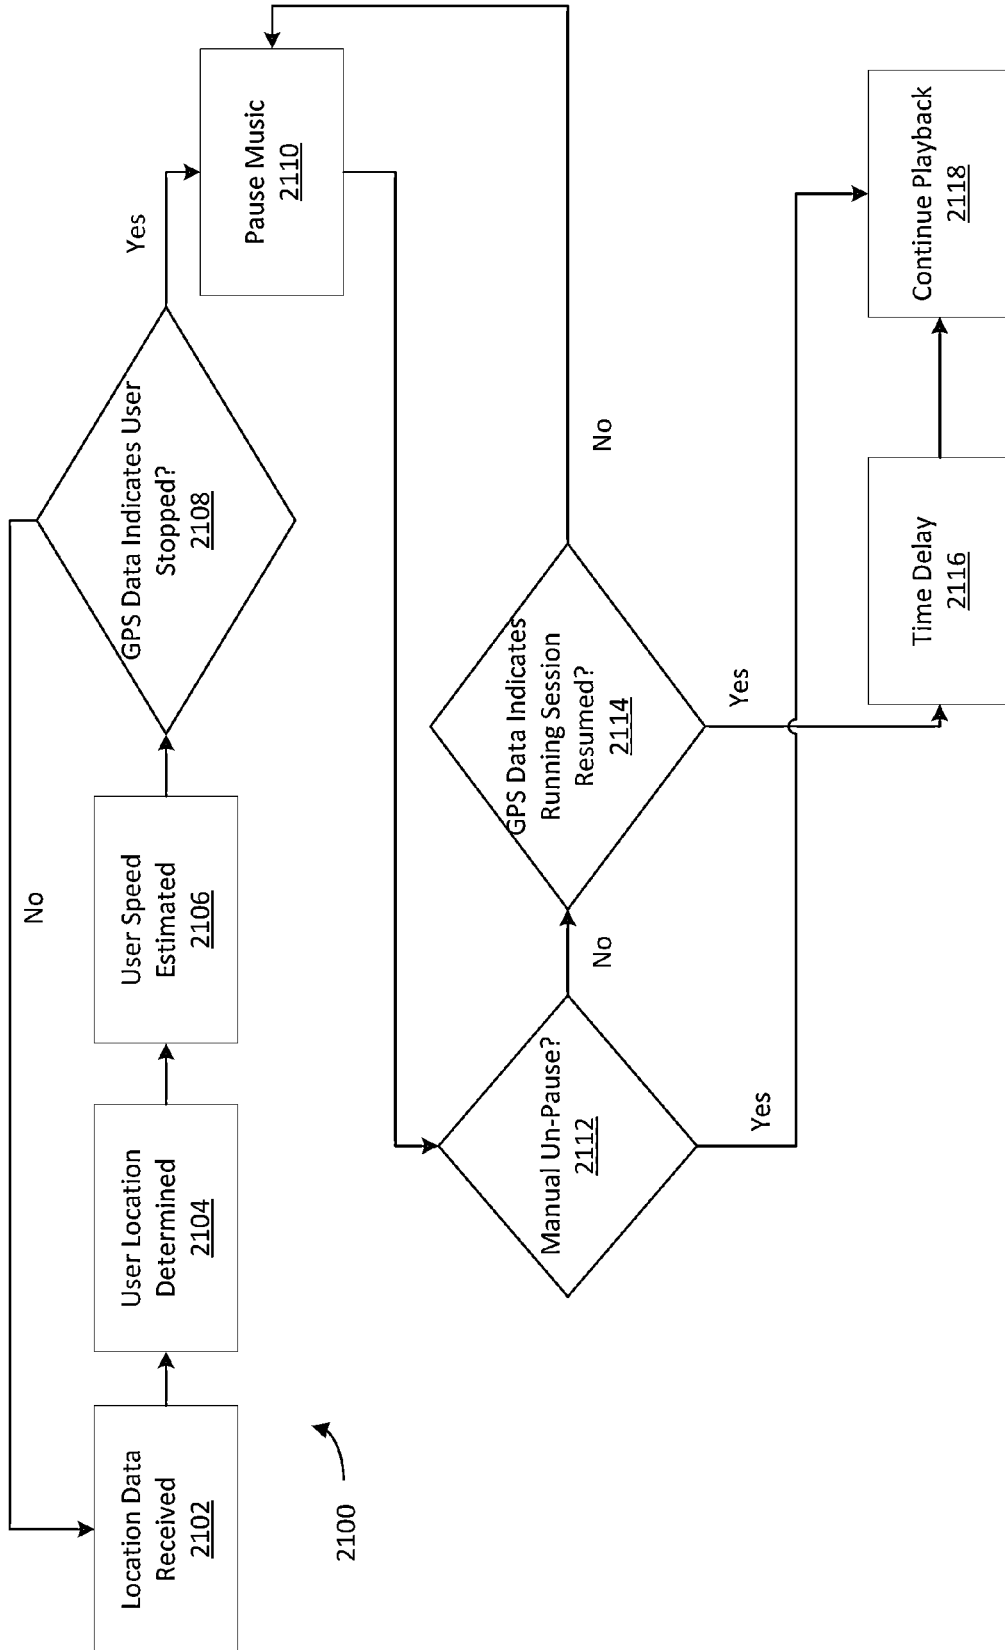 Location Data
Received
2102
User Location
Determined
2104
User Speed
Estimated
2106
GPS Data Indicates User
Stopped?
2108
No
Yes
Pause Music
2110
Manual Un-Pause?
2112
No
Yes
GPS Data Indicates
Running Session
Resumed?
2114
No
Yes
Time Delay
2116
Continue Playback
2118
2100